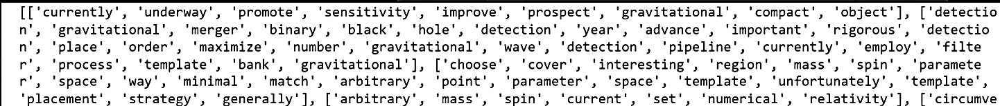 [['currently', 'underway', 'promote', 'sensitivity', 'improve', 'prospect', 'gravitational', 'compact', 'object'], ['detectio
n', 'gravitational', 'merger', 'binary', 'black', 'hole', 'detection', 'year', 'advance', 'important', 'rigorous', 'detectio
n', 'place', 'order', 'maximize', 'number', 'gravitational', 'wave', 'detection', 'pipeline', 'currently', 'employ', 'filte
r', 'process', 'template', 'bank', 'gravitational'], ['choose', 'cover', 'interesting', 'region', 'mass', 'spin', 'paramete
r', 'space', 'way', 'minimal', 'match', 'arbitrary', 'point', 'parameter', 'space', 'template', 'unfortunately', 'template',
'placement', 'strategy', 'generally'], ['arbitrary', 'mass', 'spin', 'current', 'set', 'numerical', 'relativity'], ['circumve